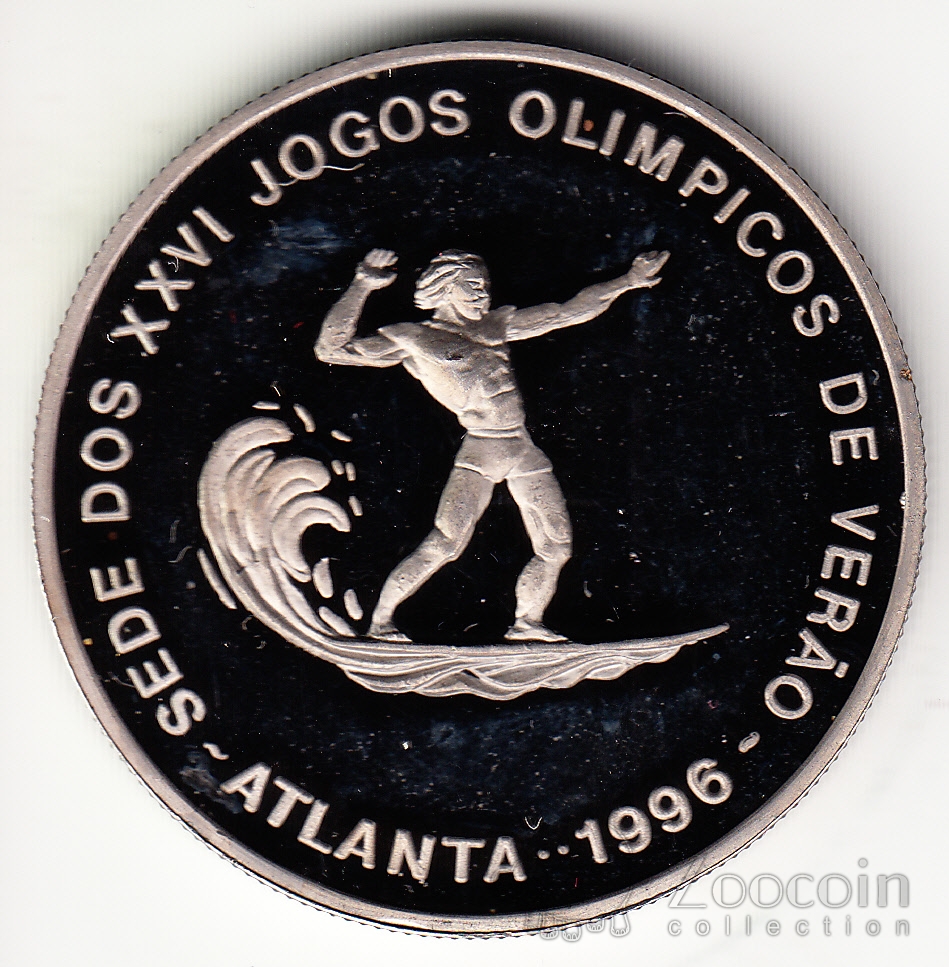 SEDE DOS XXVI JOGOS OLIMPICOS DE VERÃO
~ ATLANTA ·· 1996 -
Zoocoin
collection